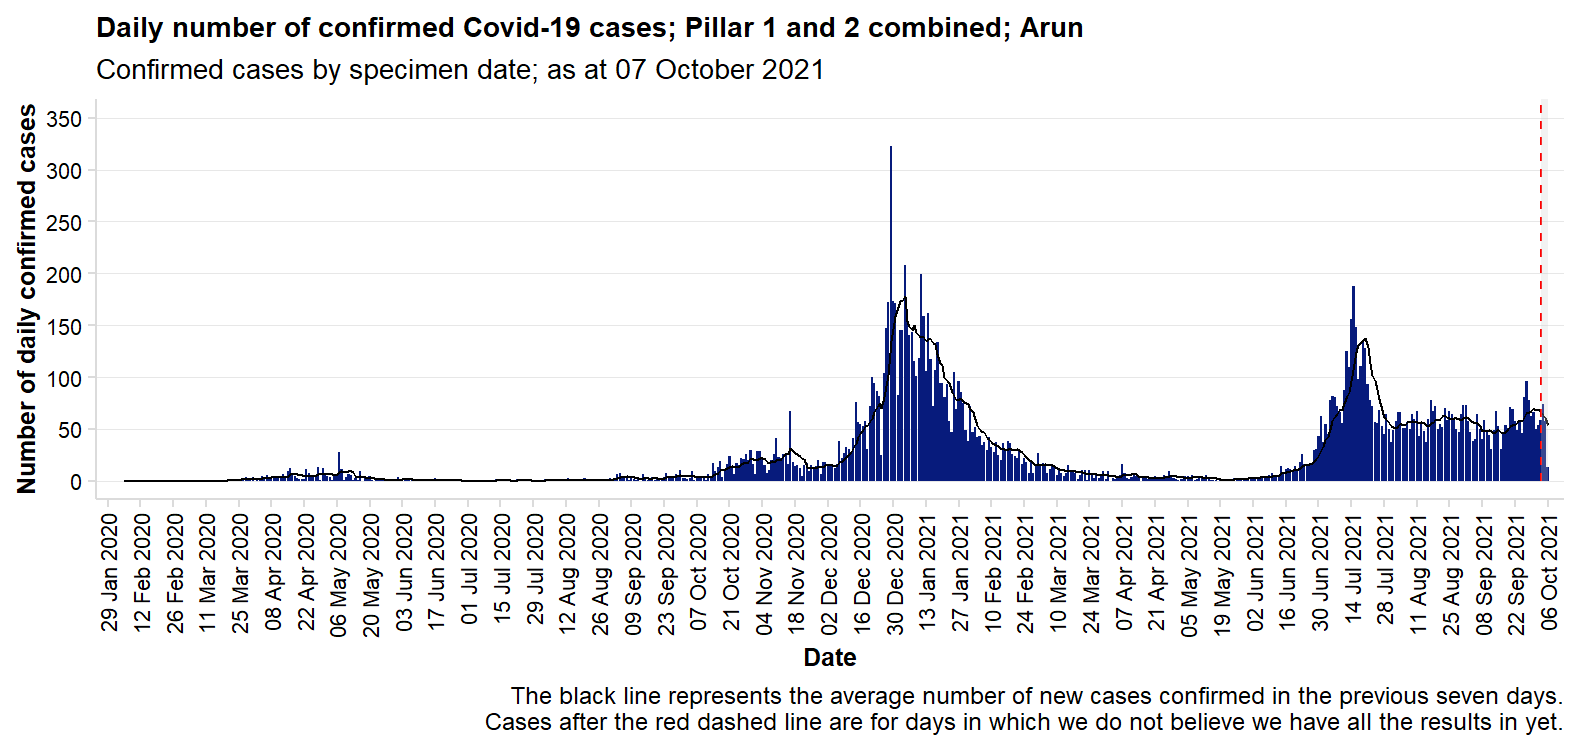 Daily number of confirmed Covid-19 cases; Pillar 1 and 2 combined; Arun
Confirmed cases by specimen date; as at 07 October 2021
Number of daily confirmed cases
350
300
250
200
150
100
50
0
29 Jan 2020
12 Feb 2020
26 Feb 2020
11 Mar 2020
25 Mar 2020
08 Apr 2020
22 Apr 2020
06 May 2020
20 May 2020
03 Jun 2020
17 Jun 2020
01 Jul 2020
15 Jul 2020
29 Jul 2020
12 Aug 2020
26 Aug 2020
09 Sep 2020
23 Sep 2020
07 Oct 2020
21 Oct 2020
04 Nov 2020
18 Nov 2020
02 Dec 2020
16 Dec 2020
30 Dec 2020
13 Jan 2021
27 Jan 2021
10 Feb 2021
24 Feb 2021
10 Mar 2021
24 Mar 2021
07 Apr 2021
21 Apr 2021
05 May 2021
19 May 2021
02 Jun 2021
16 Jun 2021
30 Jun 2021
14 Jul 2021
28 Jul 2021
11 Aug 2021
25 Aug 2021
08 Sep 2021
22 Sep 2021
06 Oct 2021
Date
The black line represents the average number of new cases confirmed in the previous seven days.
Cases after the red dashed line are for days in which we do not believe we have all the results in yet.